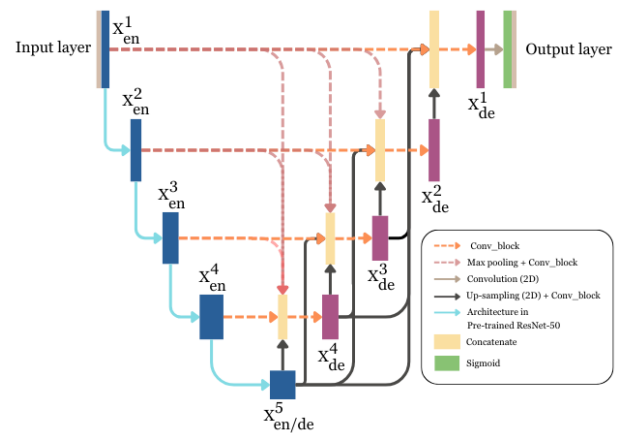 Input layer
X¹en
Output layer
X¹de
X²en
X²de
X³en
X³de
X⁴en
X⁴de
X⁵en/de
Conv_block
Max pooling + Conv_block
Convolution (2D)
Up-sampling (2D) + Conv_block
Architecture in
Pre-trained ResNet-50
Concatenate
Sigmoid